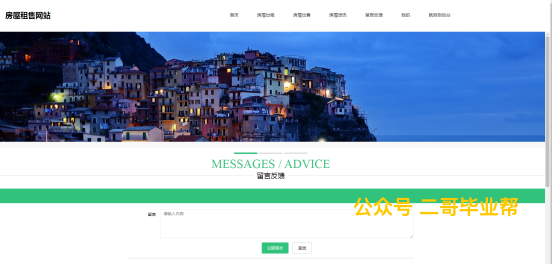 房屋租售网站
首页 房屋出租 房屋出售 房屋资讯 留言反馈 我的 跳转到后台
MESSAGES / ADVICE
留言反馈
公众号 二哥毕业帮
留言
请输入内容
立即提交 重置